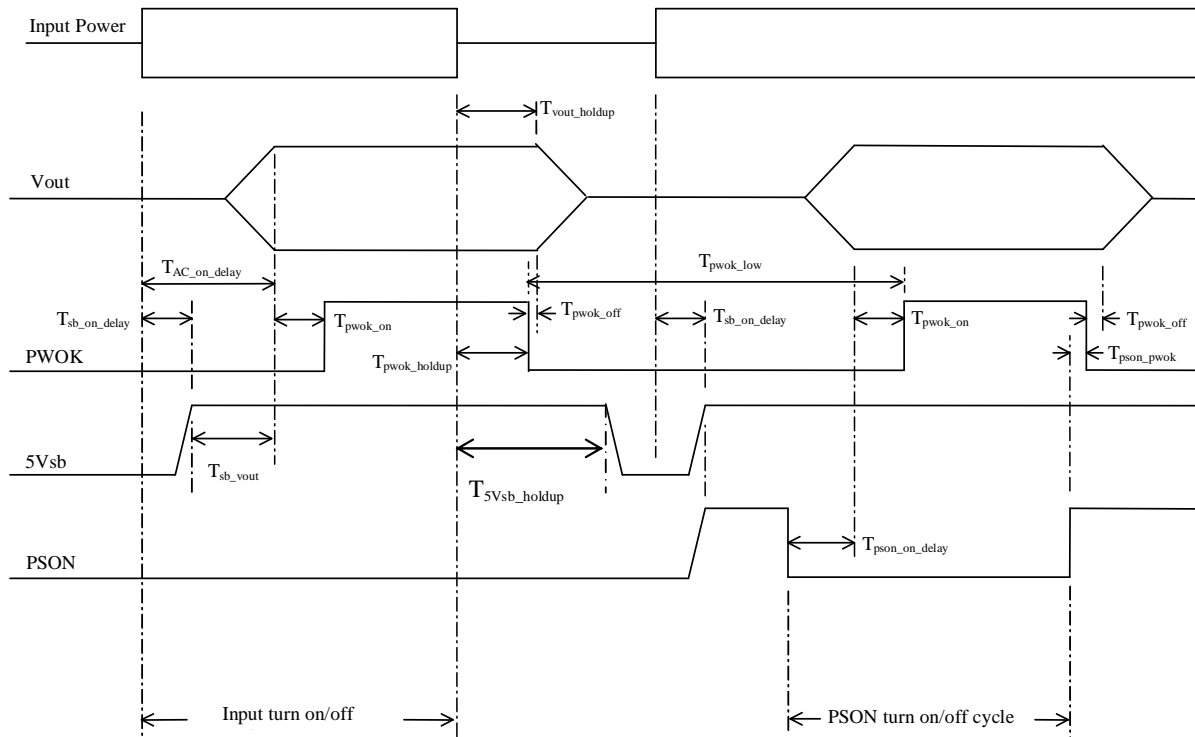 Input Power
T_vout_holdup
Vout
T_AC_on_delay
T_pwok_low
T_sb_on_delay
T_pwok_on
T_pwok_off
T_sb_on_delay
T_pwok_on
T_pwok_off
PWOK
T_pwok_holdup
T_pson_pwok
5Vsb
T_sb_vout
T_5Vsb_holdup
PSON
T_pson_on_delay
Input turn on/off
PSON turn on/off cycle